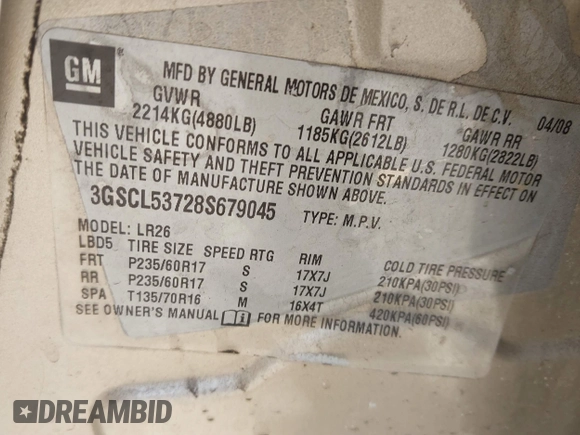 GM
MFD BY GENERAL MOTORS DE MEXICO, S. DE R.L. DE C.V. 04/08
GVWR GAWR FRT GAWR RR
2214KG(4880LB) 1185KG(2612LB) 1280KG(2822LB)
THIS VEHICLE CONFORMS TO ALL APPLICABLE U.S. FEDERAL MOTOR
VEHICLE SAFETY AND THEFT PREVENTION STANDARDS IN EFFECT ON
THE DATE OF MANUFACTURE SHOWN ABOVE.
3GSCL53728S679045 TYPE: M.P.V.
MODEL: LR26
LBD5 TIRE SIZE SPEED RTG RIM COLD TIRE PRESSURE
FRT P235/60R17 S 17X7J 210KPA(30PSI)
RR P235/60R17 S 17X7J 210KPA(30PSI)
SPA T135/70R16 M 16X4T 420KPA(60PSI)
SEE OWNER'S MANUAL FOR MORE INFORMATION.
DREAMBID